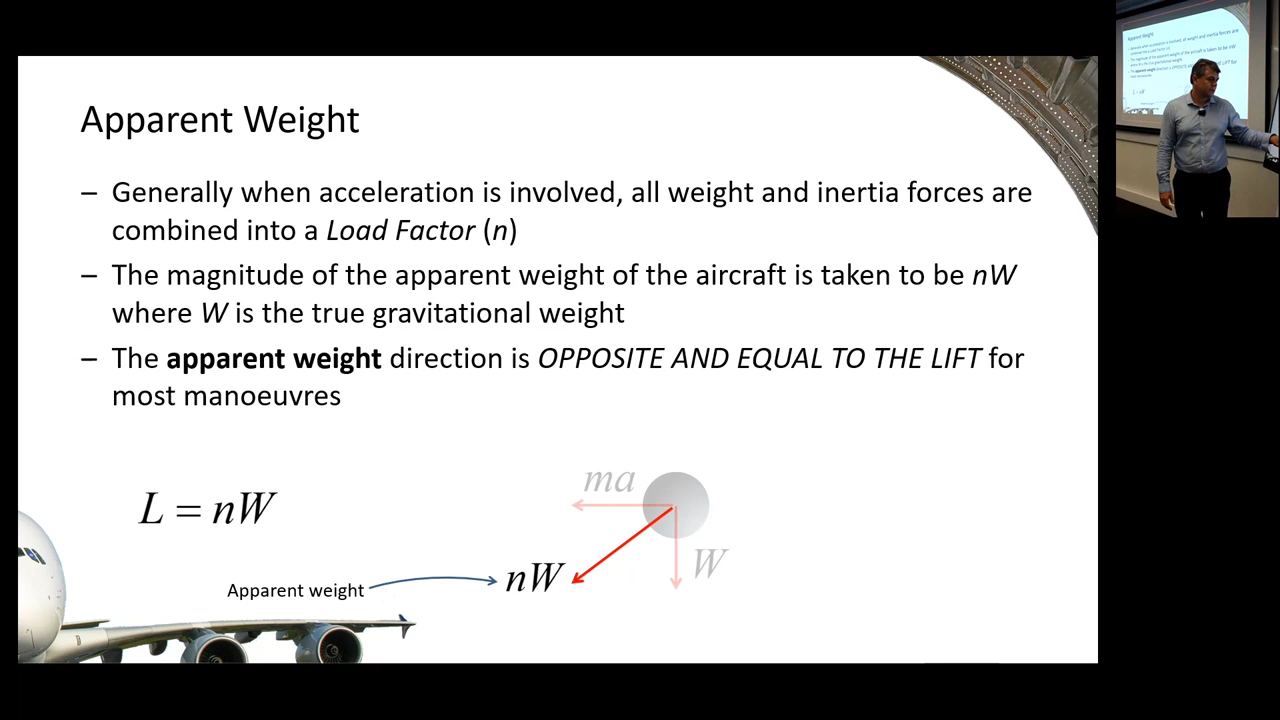 Apparent Weight
– Generally when acceleration is involved, all weight and inertia forces are
combined into a Load Factor (n)
– The magnitude of the apparent weight of the aircraft is taken to be nW
where W is the true gravitational weight
– The apparent weight direction is OPPOSITE AND EQUAL TO THE LIFT for
most manoeuvres
ma
L = nW
W
nW
Apparent weight